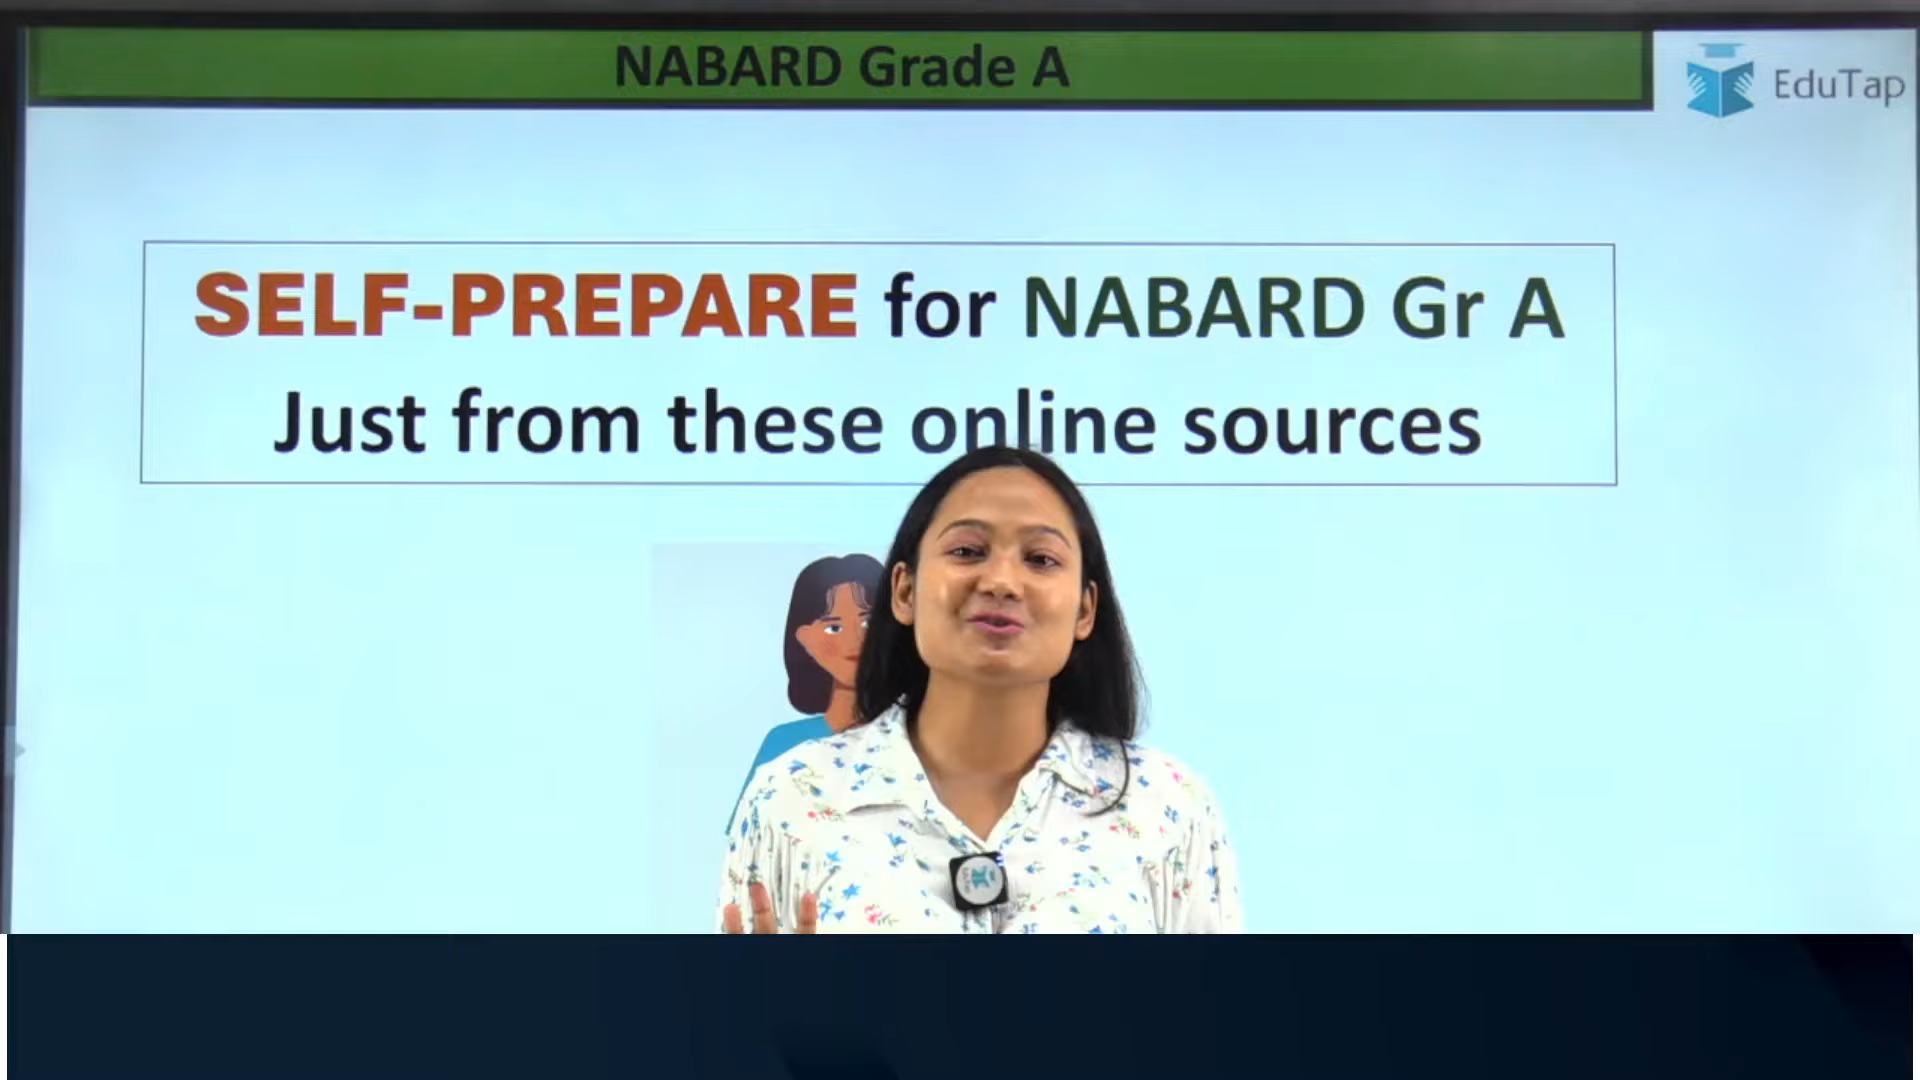 NABARD Grade A
EduTap
SELF-PREPARE for NABARD Gr A
Just from these online sources